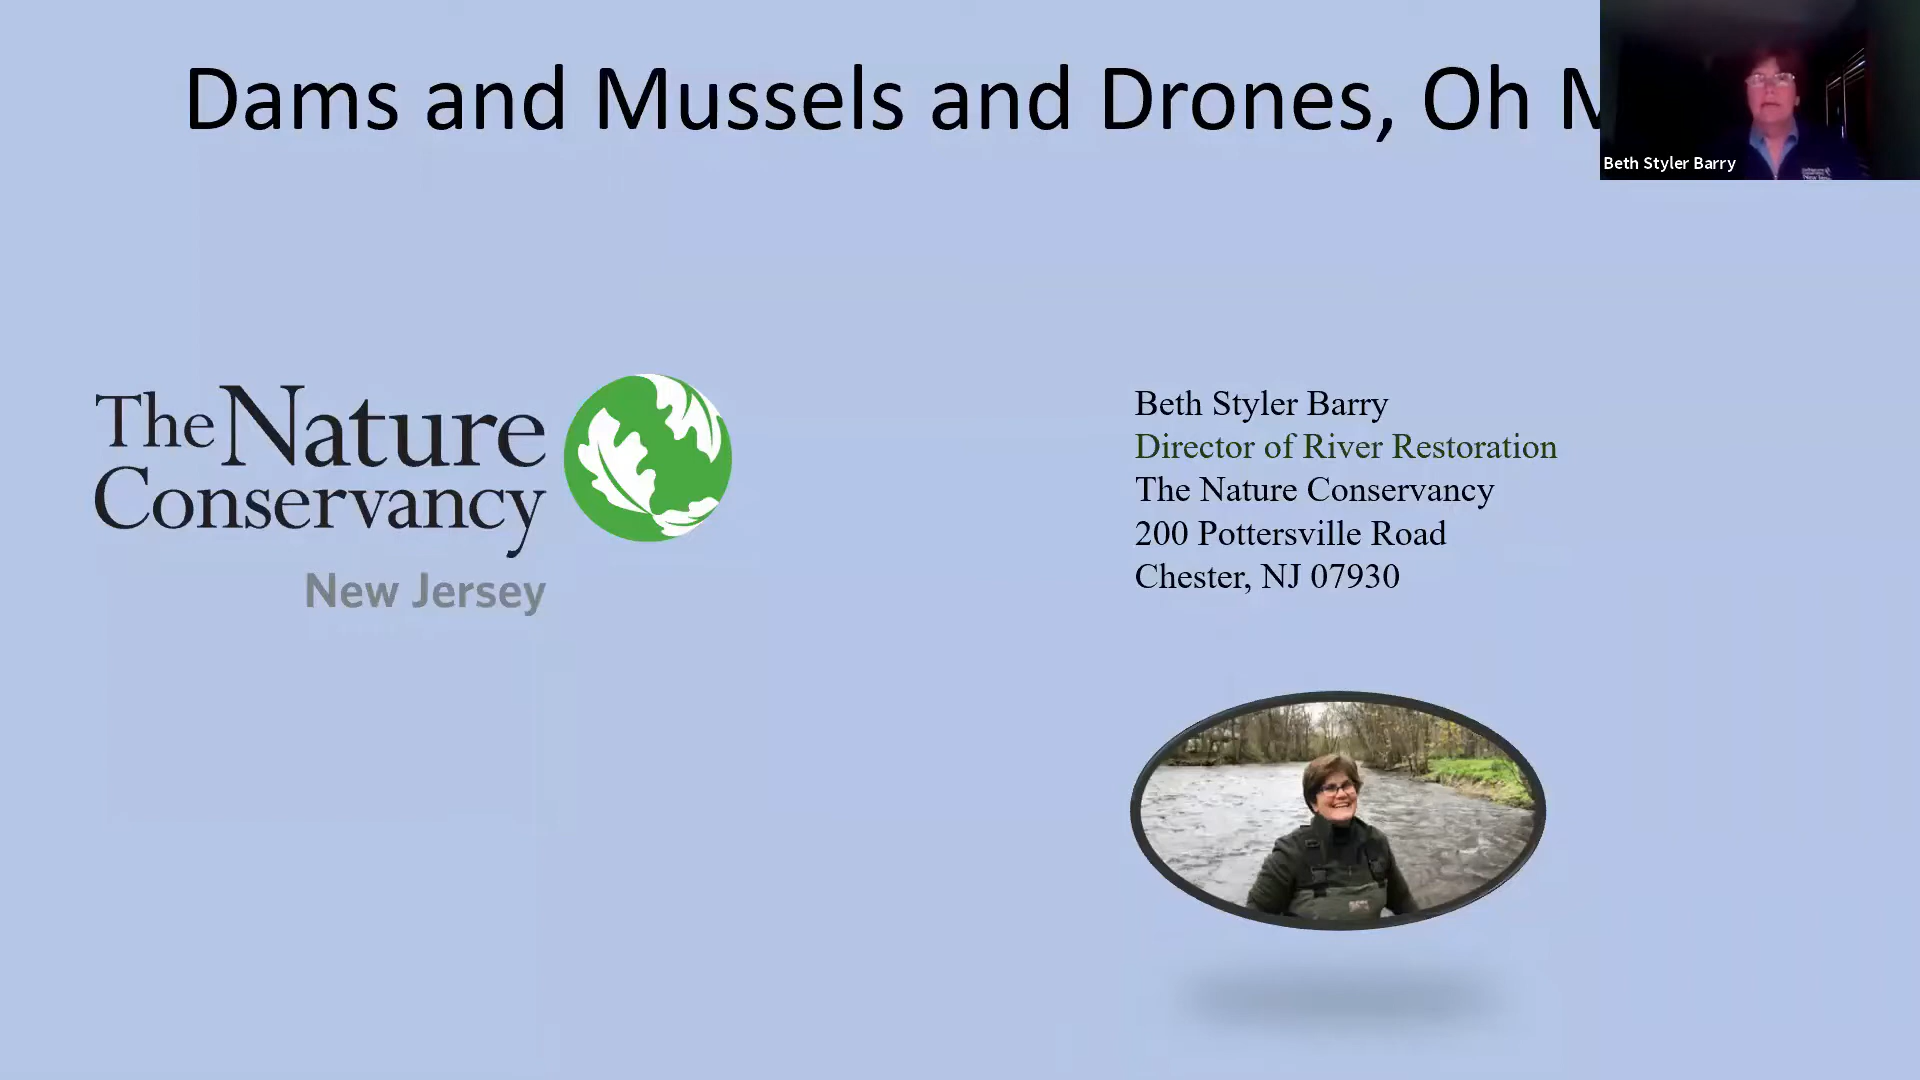 Dams and Mussels and Drones, Oh M
Beth Styler Barry
The Nature
Conservancy
New Jersey
Beth Styler Barry
Director of River Restoration
The Nature Conservancy
200 Pottersville Road
Chester, NJ 07930